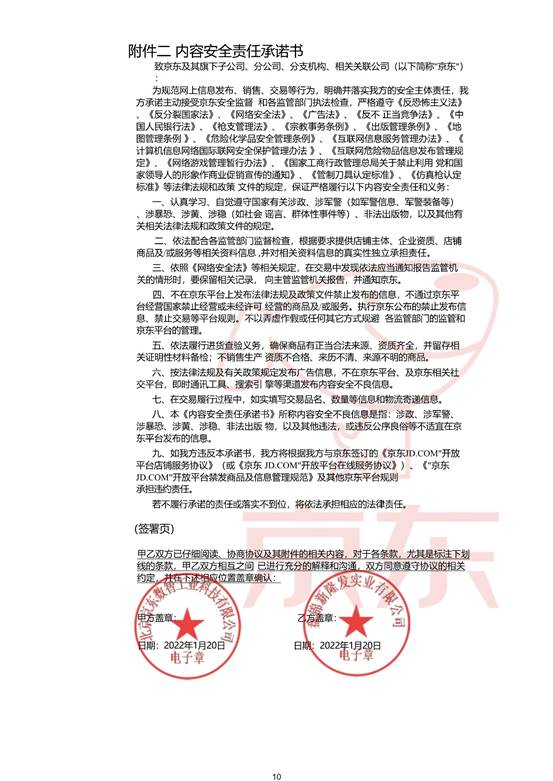 附件二 内容安全责任承诺书
致京东及其旗下子公司、分公司、分支机构、相关关联公司（以下简称“京东”）
：
为规范网上信息发布、销售、交易等行为，明确并落实我方的安全主体责任，我
方承诺主动接受京东安全监督 和各监管部门执法检查，严格遵守《反恐怖主义法》
、《反分裂国家法》、《网络安全法》、《广告法》、《反不 正当竞争法》、《中
国人民银行法》、《枪支管理法》、《宗教事务条例》、《出版管理条例》、《地
图管理条例 》、《危险化学品安全管理条例》、《互联网信息服务管理办法》、《
计算机信息网络国际联网安全保护管理办法 》、《互联网危险物品信息发布管理规
定》、《网络游戏管理暂行办法》、《国家工商行政管理总局关于禁止利用 党和国
家领导人的形象作商业促销宣传的通知》、《管制刀具认定标准》、《仿真枪认定
标准》等法律法规和政策 文件的规定，保证严格履行以下内容安全责任和义务：
一、认真学习、自觉遵守国家有关涉政、涉军警（如军警信息、军警装备等）
、涉暴恐、涉黄、涉稳（如社会 谣言、群体性事件等）、非法出版物，以及其他有
关相关法律法规和政策文件的规定。
二、依法配合各监管部门监督检查，根据要求提供店铺主体、企业资质、店铺
商品及/或服务等相关资料信息 ,并对相关资料信息的真实性独立承担责任。
三、依照《网络安全法》等相关规定，在交易中发现依法应当通知报告监管机
关的情形时，要保留相关记录， 向主管监管机关报告，并通知京东。
四、不在京东平台上发布法律法规及政策文件禁止发布的信息，不通过京东平
台经营国家禁止经营或未经许可 经营的商品及/或服务。执行京东公布的禁止发布信
息、禁止交易等平台规则。不以弄虚作假或任何其它方式规避 各监管部门的监管和
京东平台的管理。
五、依法履行进货查验义务，确保商品有正当合法来源、资质齐全，并留存相
关证明性材料备检；不销售生产 资质不合格、来历不清、来源不明的商品。
六、按法律法规及有关政策规定发布广告信息，不在京东平台、及京东相关社
交平台，即时通讯工具、搜索引 擎等渠道发布内容安全不良信息。
七、在交易履行过程中，如实填写交易品名、数量等信息和物流寄递信息。
八、本《内容安全责任承诺书》所称内容安全不良信息是指：涉政、涉军警、
涉暴恐、涉黄、涉稳、非法出版 物，以及其他违法，或违反公序良俗等不适宜在京
东平台发布的信息。
九、如我方违反本承诺书，我方将根据我方与京东签订的《京东JD.COM“开放
平台店铺服务协议》（或《京东 JD.COM”开放平台在线服务协议》）、《“京东
JD.COM”开放平台禁发商品及信息管理规范》及其他京东平台规则
承担违约责任。
若不履行承诺的责任或落实不到位，将依法承担相应的法律责任。
(签署页)
甲乙双方已仔细阅读、协商协议及其附件的相关内容，对于各条款，尤其是标注下划
线的条款，甲乙双方相互之间 已进行充分的解释和沟通，双方同意遵守协议的相关
约定，并在下述相应位置盖章确认：
甲方盖章：
乙方盖章：
日期：2022年1月20日
日期：2022年1月20日
北京京东数智工业科技有限公司
电子章
成都新隆发实业有限公司
电子章
京东
10